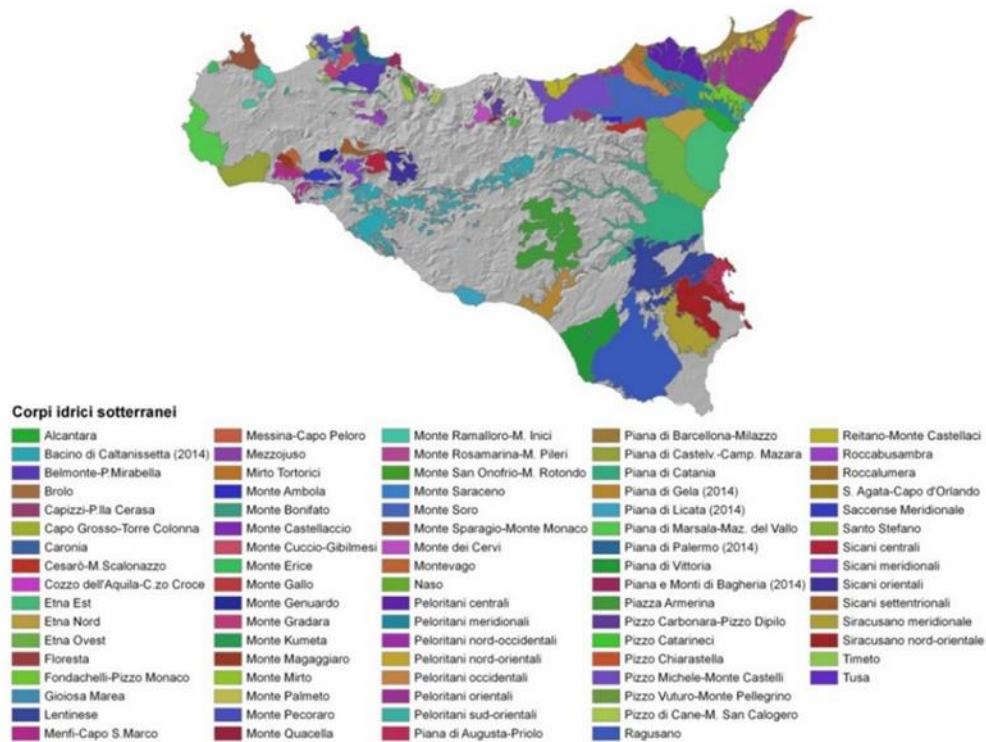 Corpi idrici sotterranei
Alcantara
Bacino di Caltanissetta (2014)
Belmonte-P.Mirabella
Brolo
Capizzi-P.lla Cerasa
Capo Grosso-Torre Colonna
Caronia
Cesarò-M.Scalonazzo
Cozzo dell'Aquila-C.zo Croce
Etna Est
Etna Nord
Etna Ovest
Floresta
Fondachelli-Pizzo Monaco
Gioiosa Marea
Lentinese
Menfi-Capo S.Marco
Messina-Capo Peloro
Mezzojuso
Mirto Tortorici
Monte Ambola
Monte Bonifato
Monte Castellaccio
Monte Cuccio-Gibilmesi
Monte Erice
Monte Gallo
Monte Genuardo
Monte Gradara
Monte Kumeta
Monte Magaggiaro
Monte Mirto
Monte Palmeto
Monte Pecoraro
Monte Quacella
Monte Ramalloro-M. Inici
Monte Rosamarina-M. Pileri
Monte San Onofrio-M. Rotondo
Monte Saraceno
Monte Soro
Monte Sparagio-Monte Monaco
Monte dei Cervi
Montevago
Naso
Peloritani centrali
Peloritani meridionali
Peloritani nord-occidentali
Peloritani nord-orientali
Peloritani occidentali
Peloritani orientali
Peloritani sud-orientali
Piana di Augusta-Priolo
Piana di Barcellona-Milazzo
Piana di Castelv.-Camp. Mazara
Piana di Catania
Piana di Gela (2014)
Piana di Licata (2014)
Piana di Marsala-Maz. del Vallo
Piana di Palermo (2014)
Piana di Vittoria
Piana e Monti di Bagheria (2014)
Piazza Armerina
Pizzo Carbonara-Pizzo Dipilo
Pizzo Catarineci
Pizzo Chiarastella
Pizzo Michele-Monte Castelli
Pizzo Vuturo-Monte Pellegrino
Pizzo di Cane-M. San Calogero
Ragusano
Reitano-Monte Castellaci
Roccabusambra
Roccalumera
S. Agata-Capo d'Orlando
Saccense Meridionale
Santo Stefano
Sicani centrali
Sicani meridionali
Sicani orientali
Sicani settentrionali
Siracusano meridionale
Siracusano nord-orientale
Timeto
Tusa